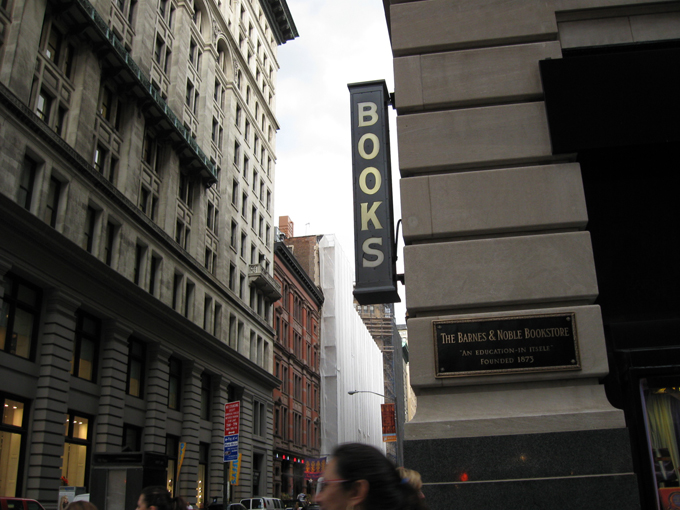 BOOKS
THE BARNES & NOBLE BOOKSTORE
"AN EDUCATION-IN ITSELF"
FOUNDED 1873